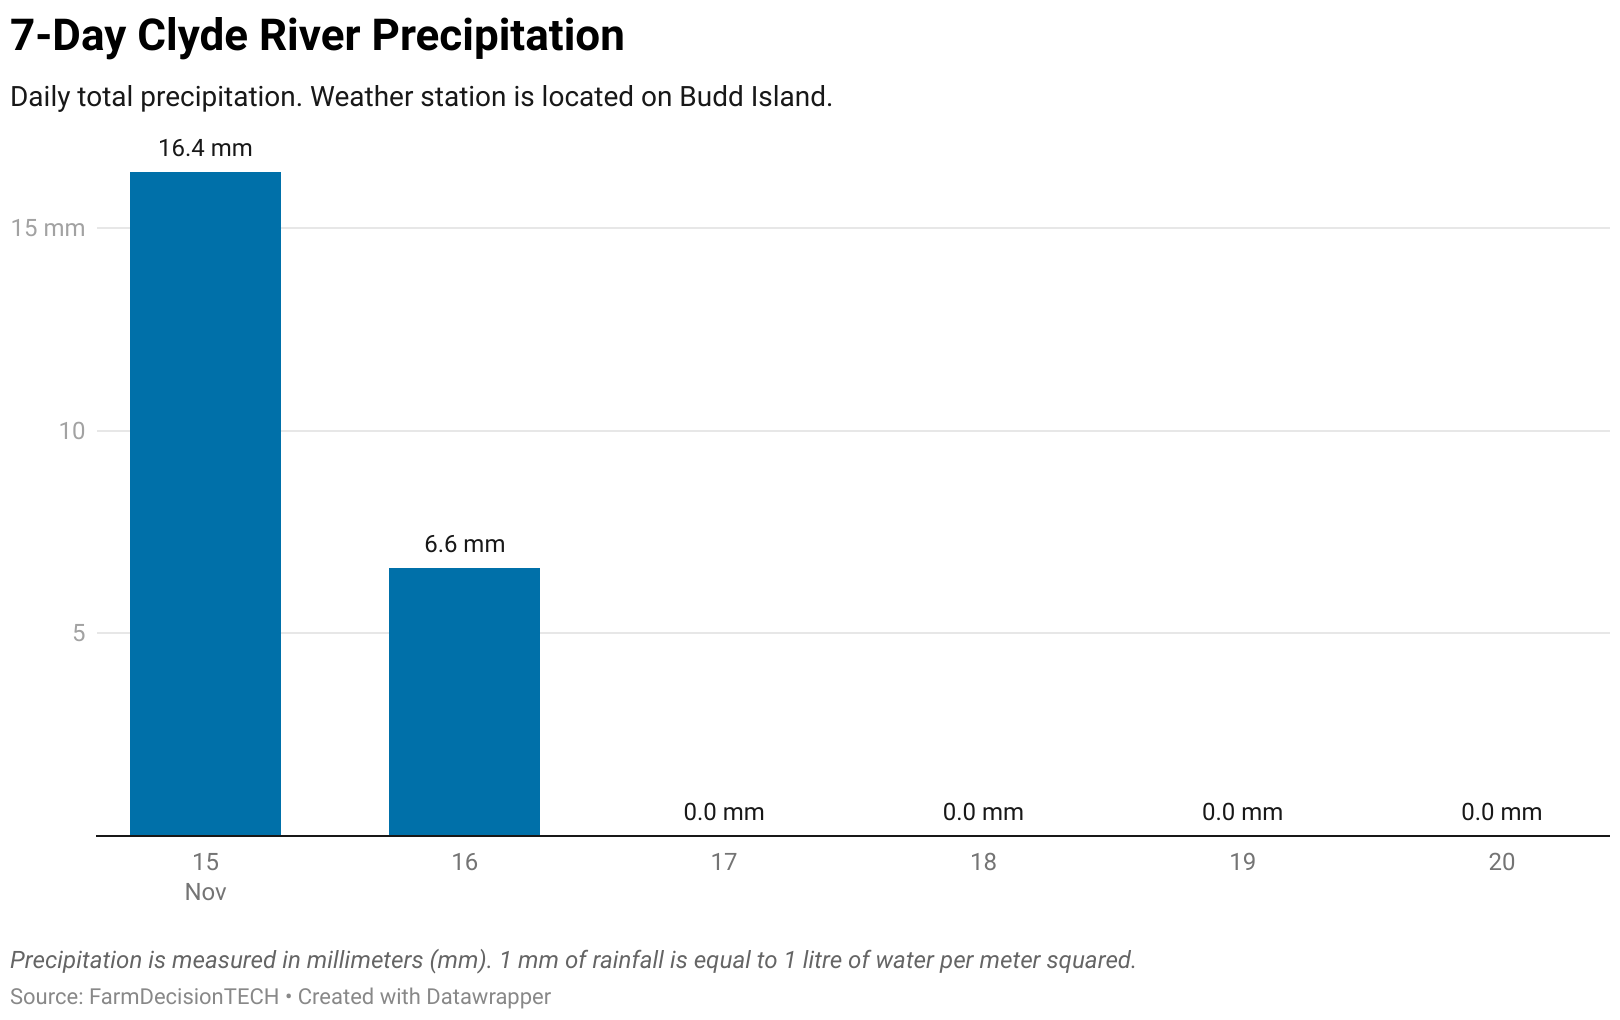 7-Day Clyde River Precipitation
Daily total precipitation. Weather station is located on Budd Island.
16.4 mm
15 mm
10
6.6 mm
5
0.0 mm 0.0 mm 0.0 mm 0.0 mm
15 16 17 18 19 20
Nov
Precipitation is measured in millimeters (mm). 1 mm of rainfall is equal to 1 litre of water per meter squared.
Source: FarmDecisionTECH • Created with Datawrapper